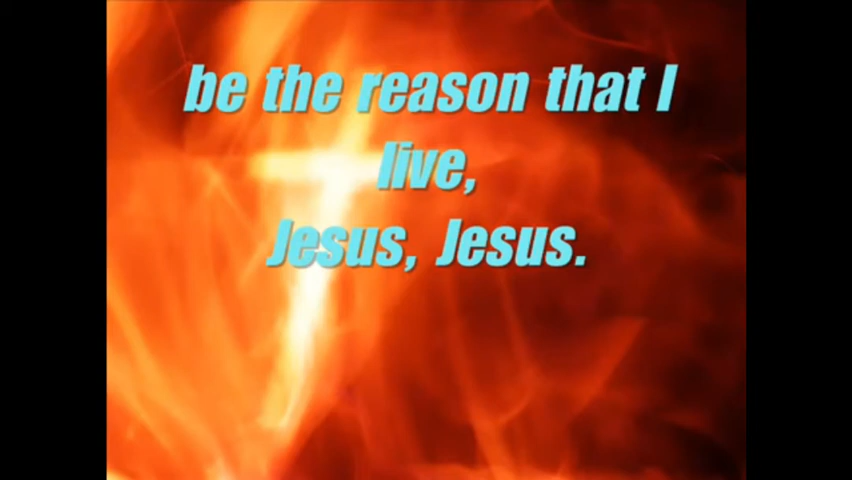 be the reason that I
live,
Jesus, Jesus.